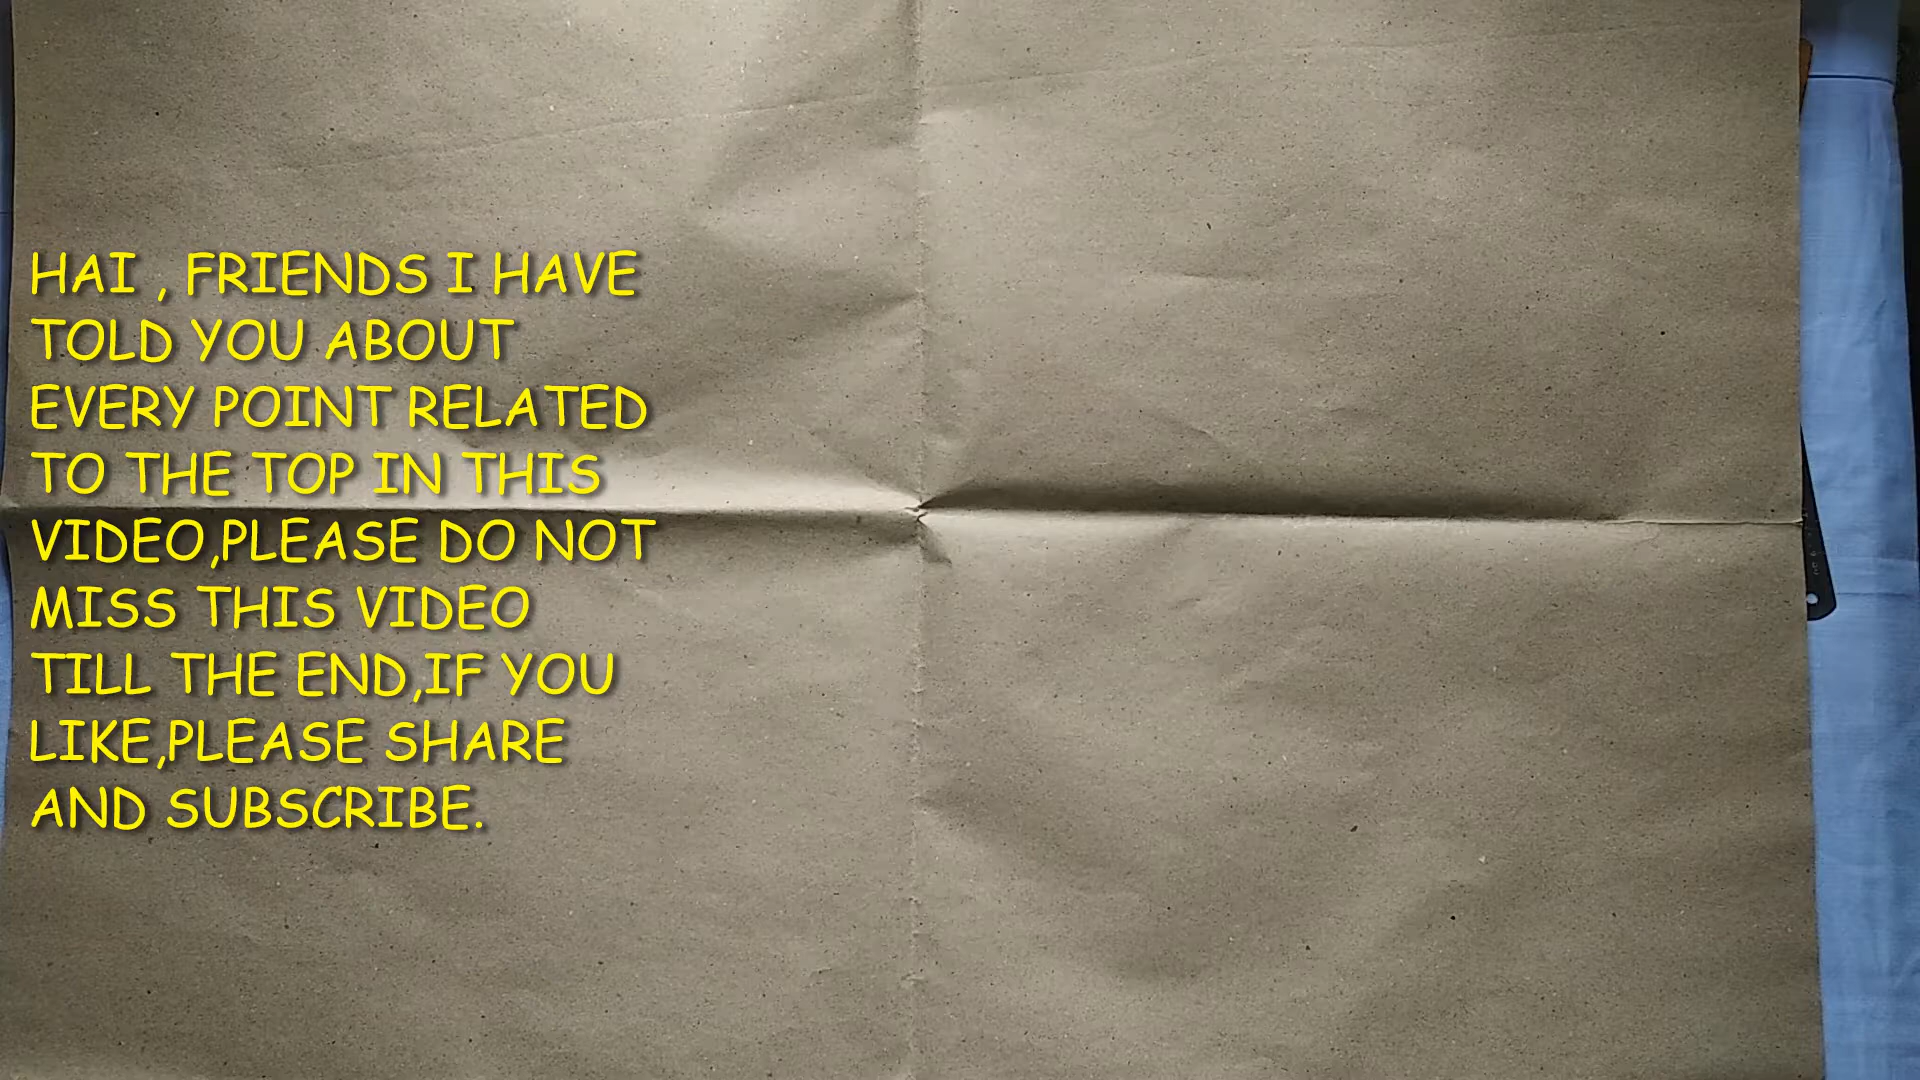 HAI , FRIENDS I HAVE
TOLD YOU ABOUT
EVERY POINT RELATED
TO THE TOP IN THIS
VIDEO,PLEASE DO NOT
MISS THIS VIDEO
TILL THE END,IF YOU
LIKE,PLEASE SHARE
AND SUBSCRIBE.